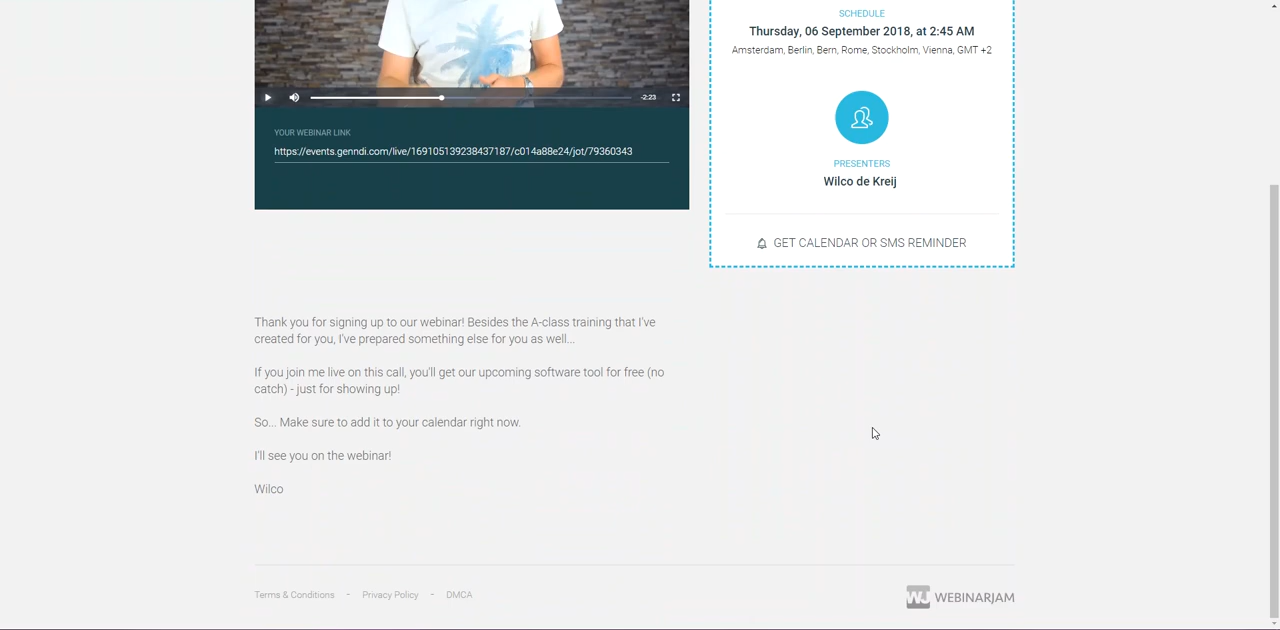 -2:23
YOUR WEBINAR LINK
https://events.genndi.com/live/169105139238437187/c014a88e24/jot/79360343
SCHEDULE
Thursday, 06 September 2018, at 2:45 AM
Amsterdam, Berlin, Bern, Rome, Stockholm, Vienna, GMT +2
PRESENTERS
Wilco de Kreij
GET CALENDAR OR SMS REMINDER
Thank you for signing up to our webinar! Besides the A-class training that I've
created for you, I've prepared something else for you as well...
If you join me live on this call, you'll get our upcoming software tool for free (no
catch) - just for showing up!
So... Make sure to add it to your calendar right now.
I'll see you on the webinar!
Wilco
Terms & Conditions - Privacy Policy - DMCA
WJ WEBINARJAM